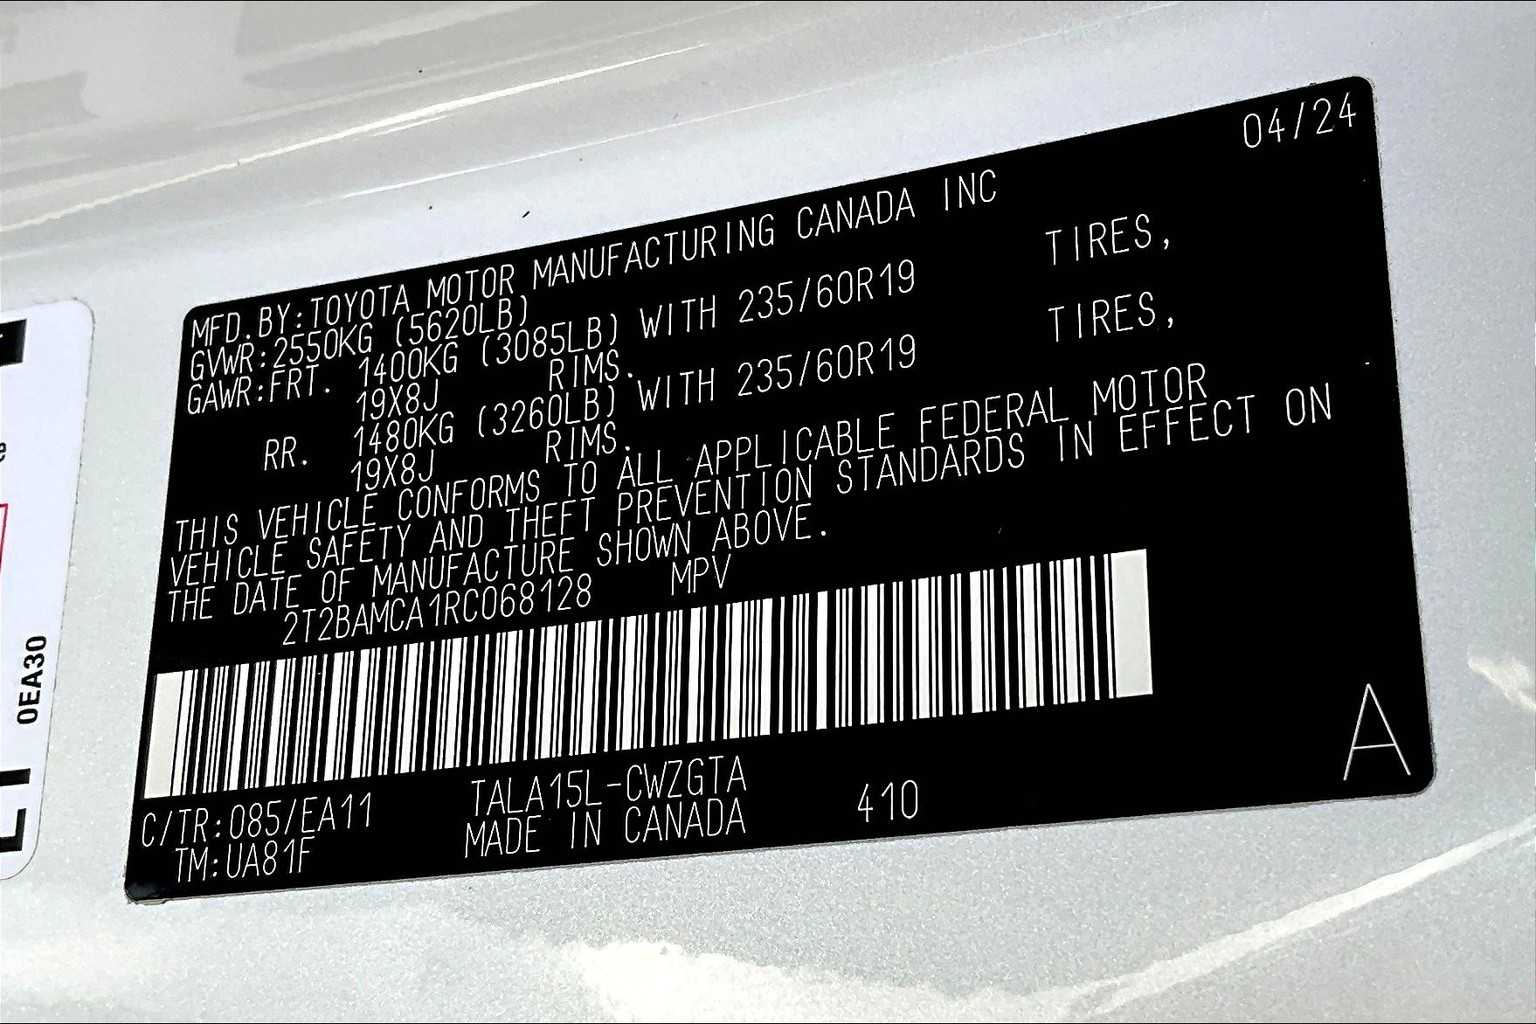 04/24
MFD.BY:TOYOTA MOTOR MANUFACTURING CANADA INC
GVWR:2550KG (5620LB)
GAWR:FRT. 1400KG (3085LB) WITH 235/60R19 TIRES,
19X8J RIMS.
RR. 1480KG (3260LB) WITH 235/60R19 TIRES,
19X8J RIMS.
THIS VEHICLE CONFORMS TO ALL APPLICABLE FEDERAL MOTOR
VEHICLE SAFETY AND THEFT PREVENTION STANDARDS IN EFFECT ON
THE DATE OF MANUFACTURE SHOWN ABOVE.
2T2BAMCA1RC068128 MPV
C/TR:085/EA11 TALA15L-CWZGTA
TM:UA81F MADE IN CANADA 410
A
0EA30